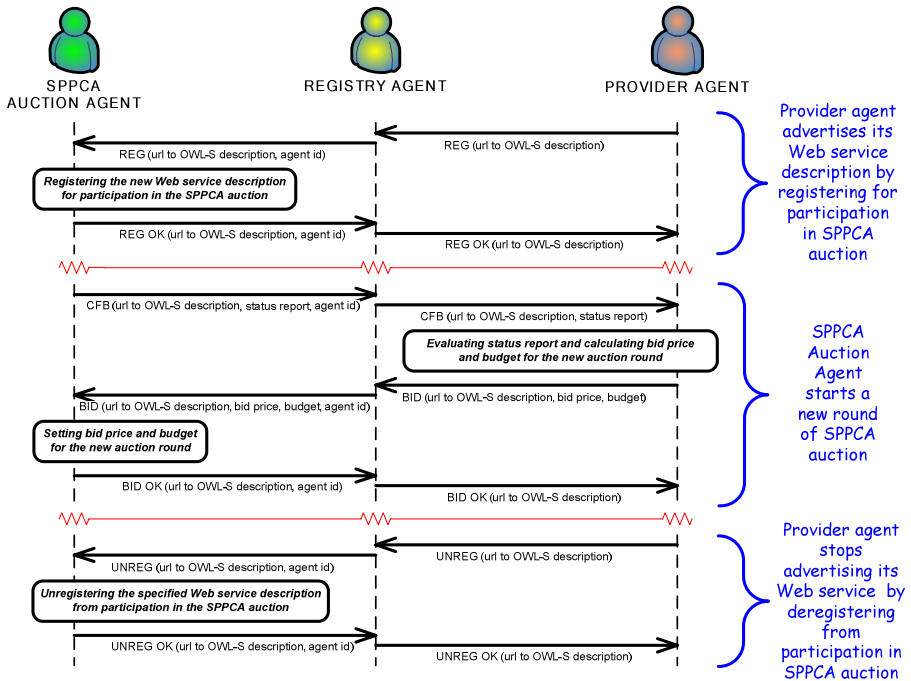 SPPCA
AUCTION AGENT
REGISTRY AGENT
PROVIDER AGENT
REG (url to OWL-S description, agent id)
REG (url to OWL-S description)
Registering the new Web service description
for participation in the SPPCA auction
REG OK (url to OWL-S description, agent id)
REG OK (url to OWL-S description)
Provider agent
advertises its
Web service
description by
registering for
participation
in SPPCA
auction
CFB (url to OWL-S description, status report, agent id)
CFB (url to OWL-S description, status report)
Evaluating status report and calculating bid price
and budget for the new auction round
BID (url to OWL-S description, bid price, budget, agent id)
BID (url to OWL-S description, bid price, budget)
Setting bid price and budget
for the new auction round
BID OK (url to OWL-S description, agent id)
BID OK (url to OWL-S description)
SPPCA
Auction
Agent
starts a
new round
of SPPCA
auction
UNREG (url to OWL-S description, agent id)
UNREG (url to OWL-S description)
Unregistering the specified Web service description
from participation in the SPPCA auction
UNREG OK (url to OWL-S description, agent id)
UNREG OK (url to OWL-S description)
Provider agent
stops
advertising its
Web service by
deregistering
from
participation in
SPPCA auction